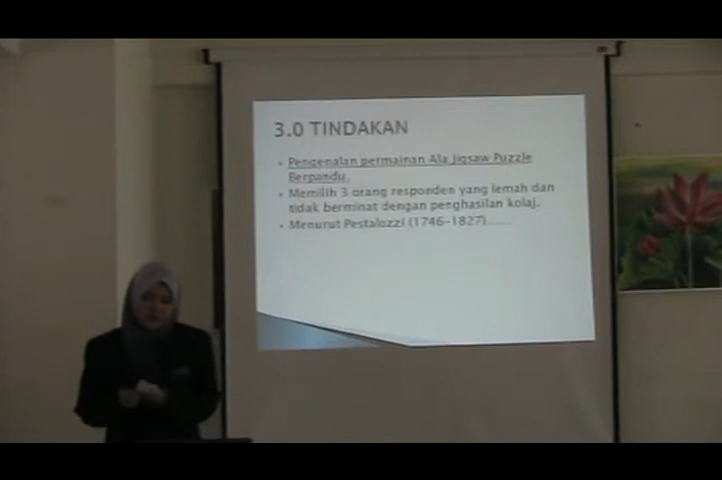 3.0 TINDAKAN
Pengenalan permainan Ala Jigsaw Puzzle
Berpandu.
Memilih 3 orang responden yang lemah dan
tidak berminat dengan penghasilan kolaj.
Menurut Pestalozzi (1746-1827)......